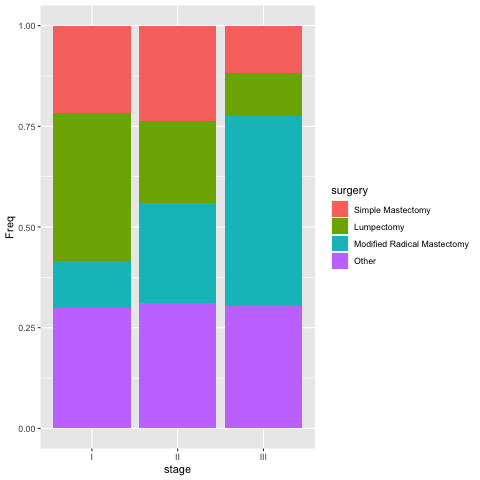 1.00
0.75
0.50
0.25
0.00
Freq
I
II
III
stage
surgery
Simple Mastectomy
Lumpectomy
Modified Radical Mastectomy
Other